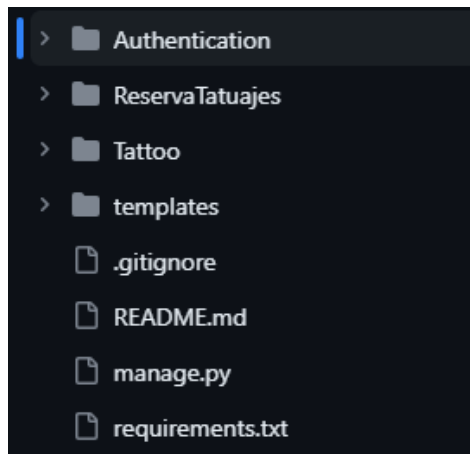 Authentication
ReservaTatuajes
Tattoo
templates
.gitignore
README.md
manage.py
requirements.txt